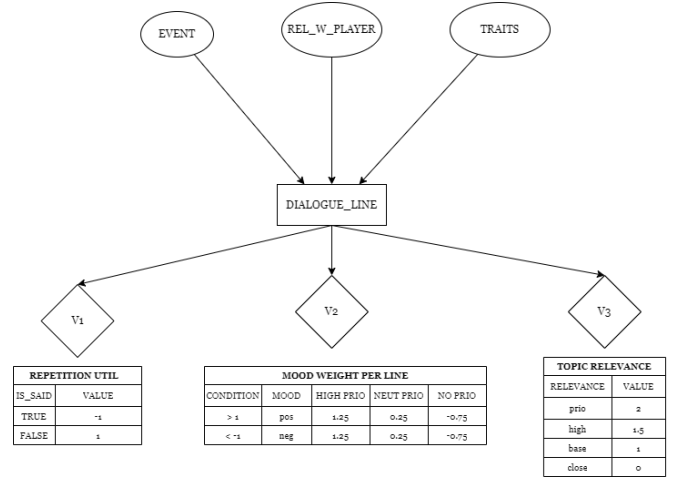 EVENT
REL_W_PLAYER
TRAITS
DIALOGUE_LINE
V1
V2
V3
REPETITION UTIL
IS_SAID VALUE
TRUE -1
FALSE 1
MOOD WEIGHT PER LINE
CONDITION MOOD HIGH PRIO NEUT PRIO NO PRIO
> 1 pos 1.25 0.25 -0.75
< -1 neg 1.25 0.25 -0.75
TOPIC RELEVANCE
RELEVANCE VALUE
prio 2
high 1.5
base 1
close 0